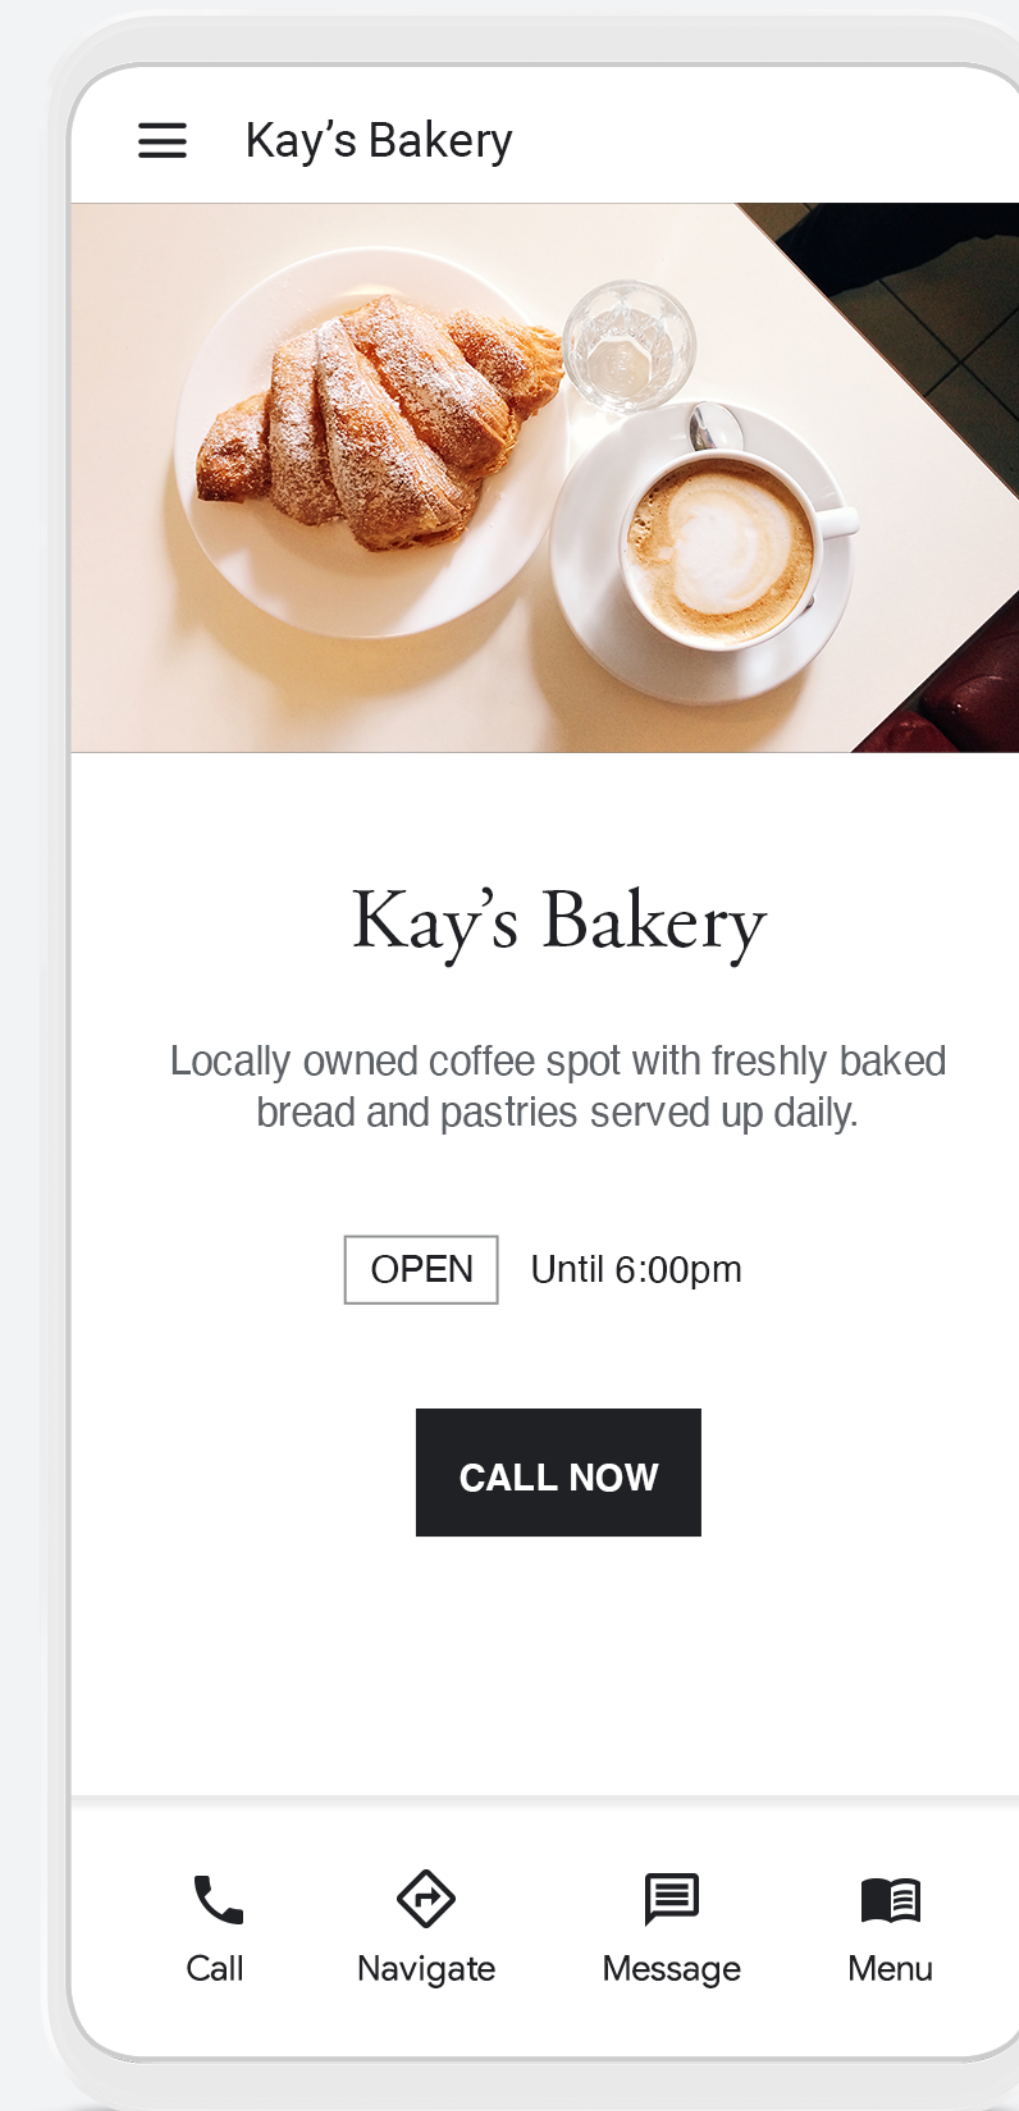 Kay’s Bakery
Kay’s Bakery
Locally owned coffee spot with freshly baked
bread and pastries served up daily.
OPEN Until 6:00pm
CALL NOW
Call Navigate Message Menu